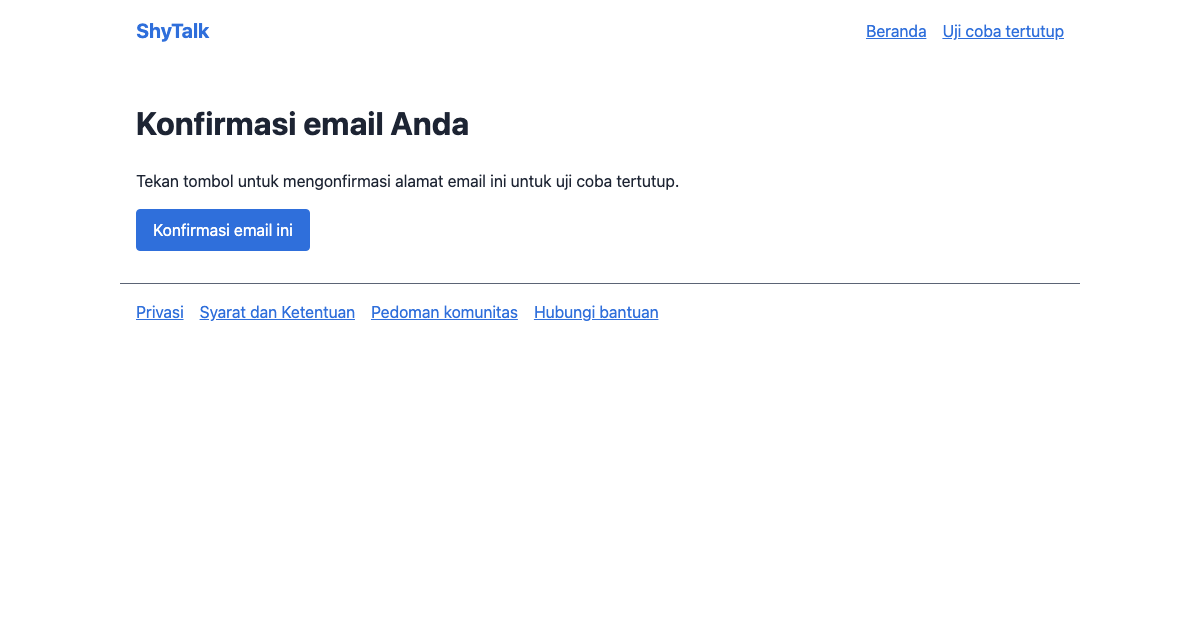 ShyTalk
Beranda Uji coba tertutup
Konfirmasi email Anda
Tekan tombol untuk mengonfirmasi alamat email ini untuk uji coba tertutup.
Konfirmasi email ini
Privasi Syarat dan Ketentuan Pedoman komunitas Hubungi bantuan